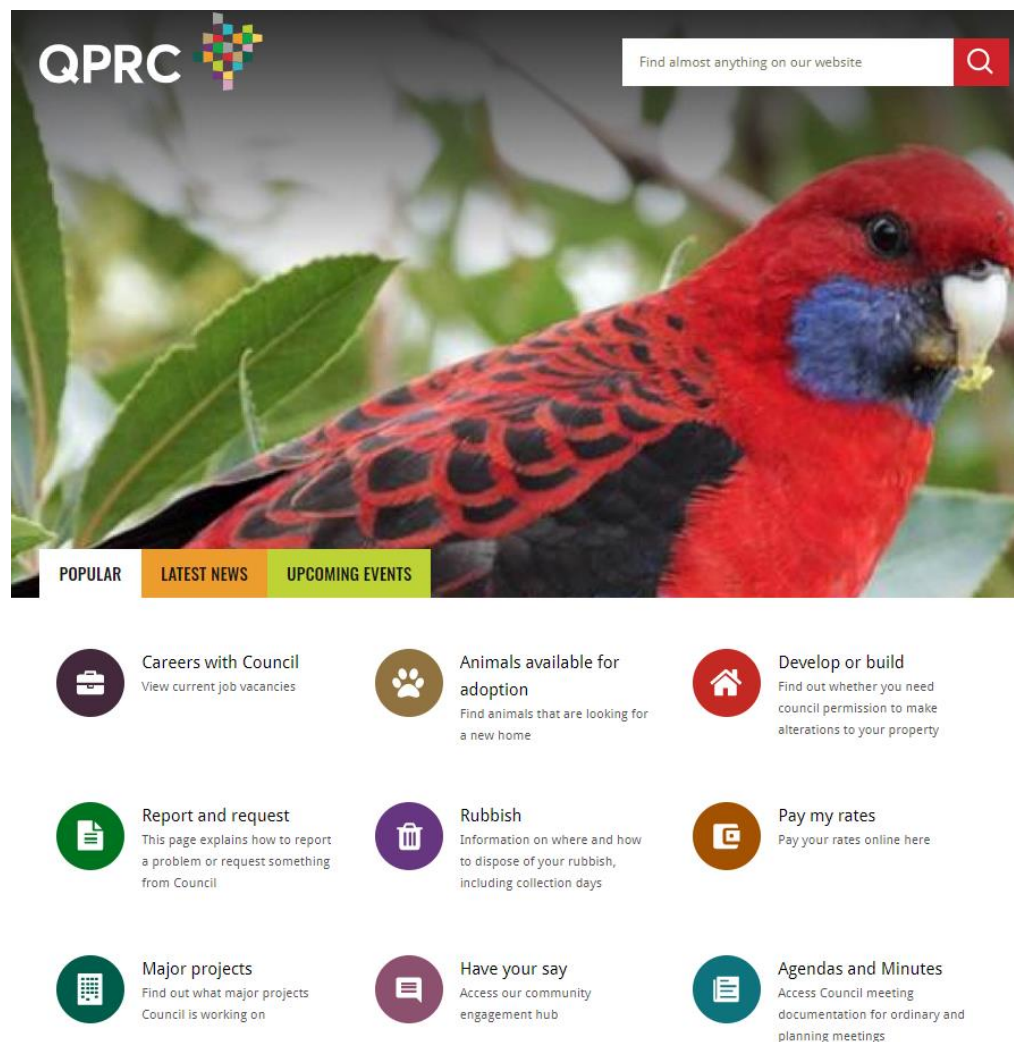 QPRC
Find almost anything on our website
POPULAR
LATEST NEWS
UPCOMING EVENTS
Careers with Council
View current job vacancies
Animals available for
adoption
Find animals that are looking for
a new home
Develop or build
Find out whether you need
council permission to make
alterations to your property
Report and request
This page explains how to report
a problem or request something
from Council
Rubbish
Information on where and how
to dispose of your rubbish,
including collection days
Pay my rates
Pay your rates online here
Major projects
Find out what major projects
Council is working on
Have your say
Access our community
engagement hub
Agendas and Minutes
Access Council meeting
documentation for ordinary and
planning meetings